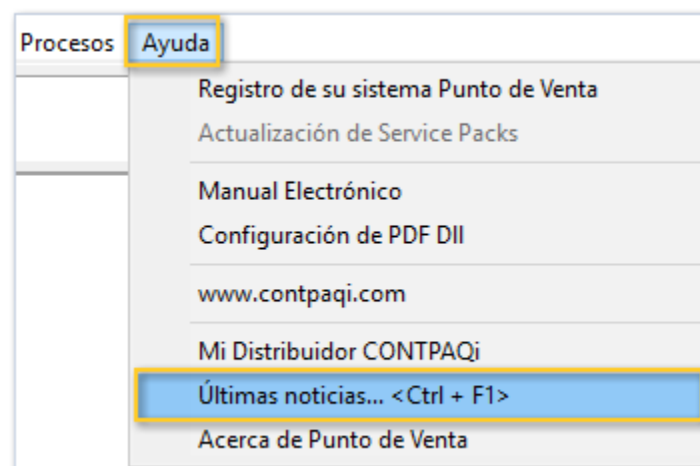 Procesos Ayuda
Registro de su sistema Punto de Venta
Actualización de Service Packs
Manual Electrónico
Configuración de PDF Dll
www.contpaqi.com
Mi Distribuidor CONTPAQi
Últimas noticias... <Ctrl + F1>
Acerca de Punto de Venta